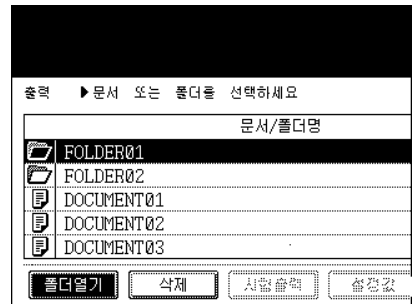 출력 ▶문서 또는 폴더를 선택하세요
문서/폴더명
FOLDER01
FOLDER02
DOCUMENT01
DOCUMENT02
DOCUMENT03
폴더열기 삭제 시험출력 설정값